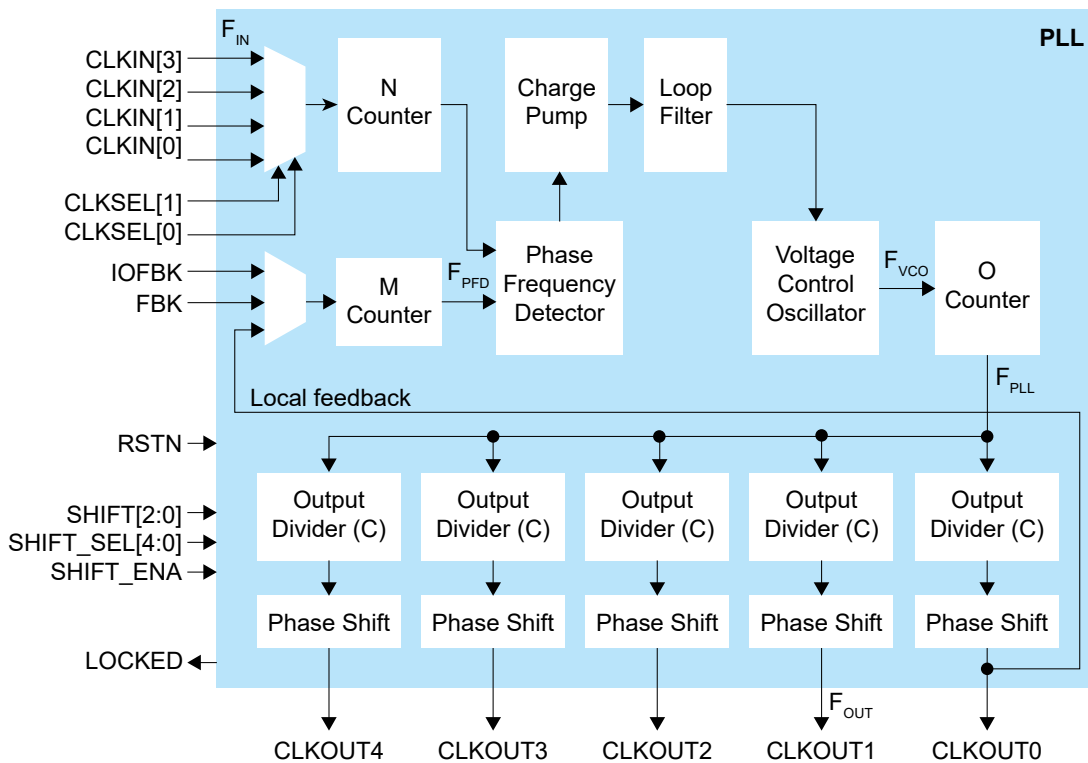 PLL
F_IN
CLKIN[3]
CLKIN[2]
CLKIN[1]
CLKIN[0]
CLKSEL[1]
CLKSEL[0]
N
Counter
Charge
Pump
Loop
Filter
IOFBK
FBK
M
Counter
F_PFD
Phase
Frequency
Detector
Voltage
Control
Oscillator
F_VCO
O
Counter
F_PLL
Local feedback
RSTN
SHIFT[2:0]
SHIFT_SEL[4:0]
SHIFT_ENA
LOCKED
Output
Divider (C)
Output
Divider (C)
Output
Divider (C)
Output
Divider (C)
Output
Divider (C)
Phase Shift
Phase Shift
Phase Shift
Phase Shift
Phase Shift
F_OUT
CLKOUT4
CLKOUT3
CLKOUT2
CLKOUT1
CLKOUT0